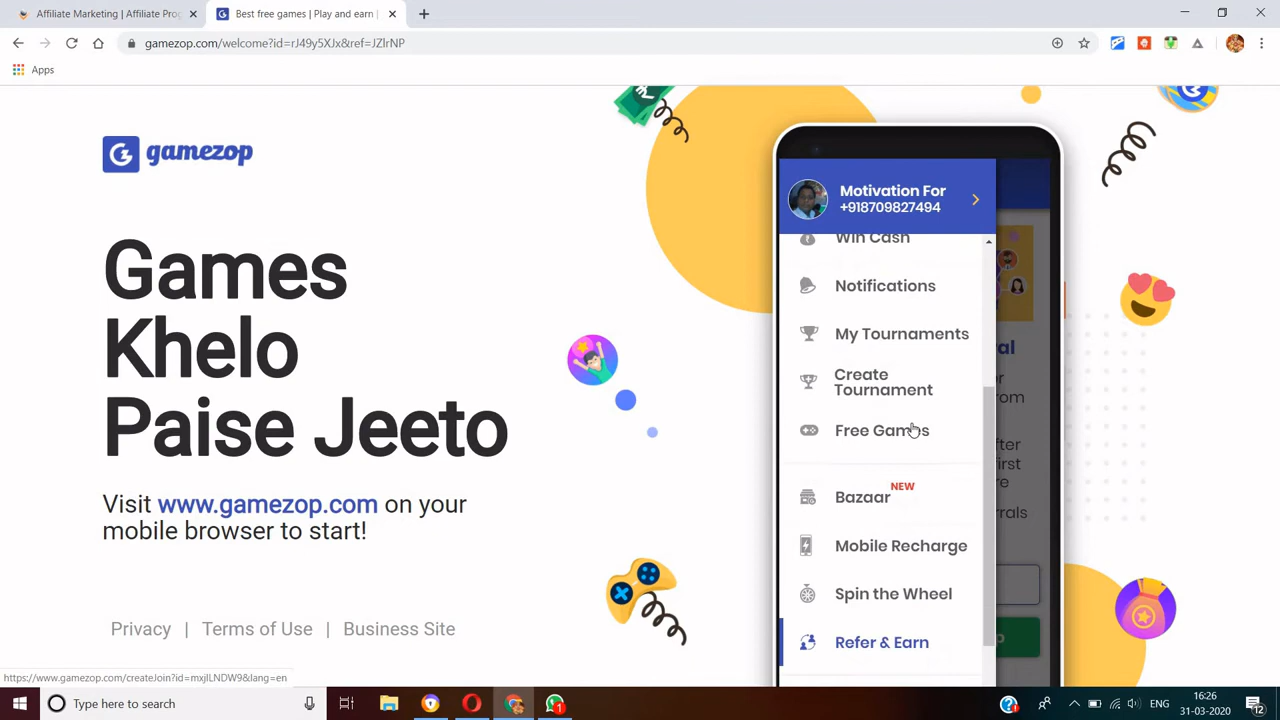 Affiliate Marketing | Affiliate Prog
Best free games | Play and earn |
gamezop.com/welcome?id=rJ49y5XJx&ref=JZlrNP
Apps
gamezop
Games
Khelo
Paise Jeeto
Visit www.gamezop.com on your
mobile browser to start!
Privacy | Terms of Use | Business Site
Motivation For
+918709827494
Win Cash
Notifications
My Tournaments
Create
Tournament
Free Games
Bazaar NEW
Mobile Recharge
Spin the Wheel
Refer & Earn
https://www.gamezop.com/createJoin?id=mxjILNDW9&lang=en
Type here to search
ENG
16:26
31-03-2020
12